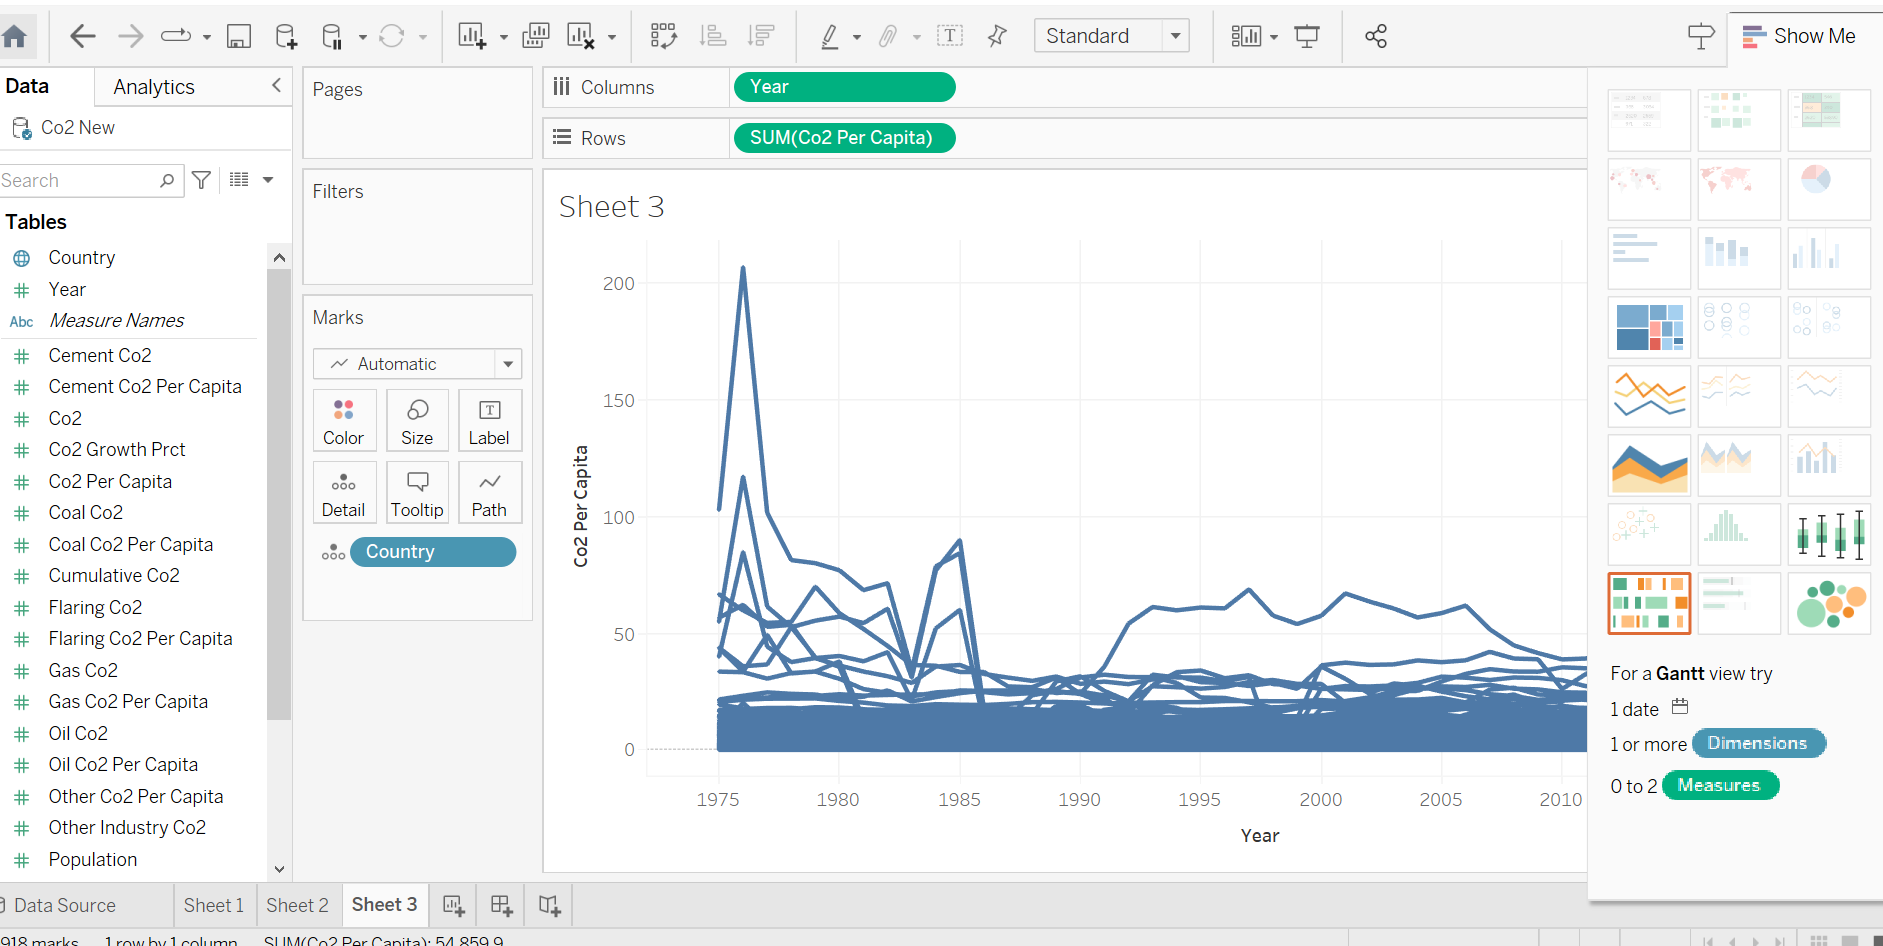 Standard
Show Me
Data
Analytics
Co2 New
Search
Tables
Country
Year
Abc Measure Names
Cement Co2
Cement Co2 Per Capita
Co2
Co2 Growth Prct
Co2 Per Capita
Coal Co2
Coal Co2 Per Capita
Cumulative Co2
Flaring Co2
Flaring Co2 Per Capita
Gas Co2
Gas Co2 Per Capita
Oil Co2
Oil Co2 Per Capita
Other Co2 Per Capita
Other Industry Co2
Population
Pages
Filters
Marks
Automatic
Color Size Label
Detail Tooltip Path
Country
Columns Year
Rows SUM(Co2 Per Capita)
Sheet 3
200
150
100
50
0
Co2 Per Capita
1975 1980 1985 1990 1995 2000 2005 2010
Year
For a Gantt view try
1 date
1 or more Dimensions
0 to 2 Measures
Data Source Sheet 1 Sheet 2 Sheet 3
918 marks 1 row by 1 column SUM(Co2 Per Capita): 54,859.9